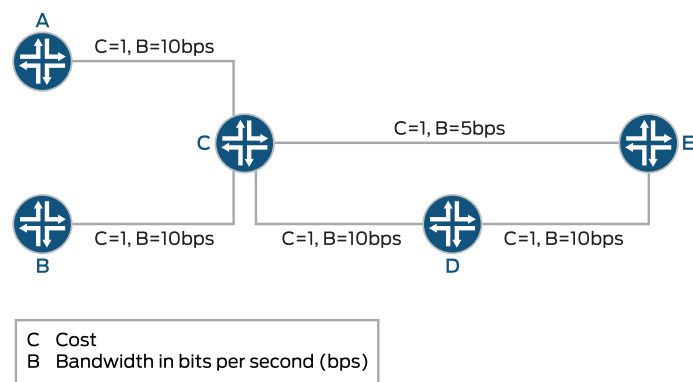 A
C=1, B=10bps
C=1, B=5bps
C
E
C=1, B=10bps
C=1, B=10bps
C=1, B=10bps
B
D
C Cost
B Bandwidth in bits per second (bps)